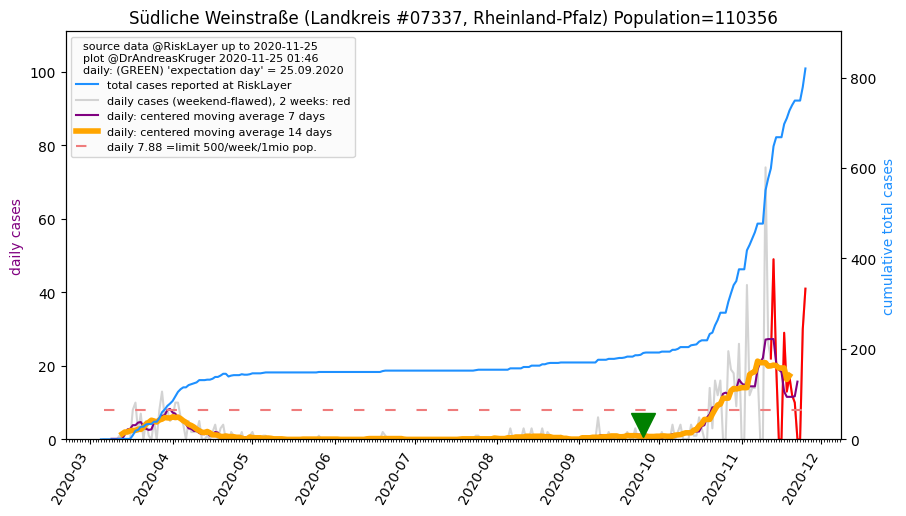 Südliche Weinstraße (Landkreis #07337, Rheinland-Pfalz) Population=110356
source data @RiskLayer up to 2020-11-25
plot @DrAndreasKruger 2020-11-25 01:46
daily: (GREEN) 'expectation day' = 25.09.2020
total cases reported at RiskLayer
daily cases (weekend-flawed), 2 weeks: red
daily: centered moving average 7 days
daily: centered moving average 14 days
daily 7.88 =limit 500/week/1mio pop.
daily cases
100
80
60
40
20
0
cumulative total cases
800
600
400
200
0
2020-03
2020-04
2020-05
2020-06
2020-07
2020-08
2020-09
2020-10
2020-11
2020-12